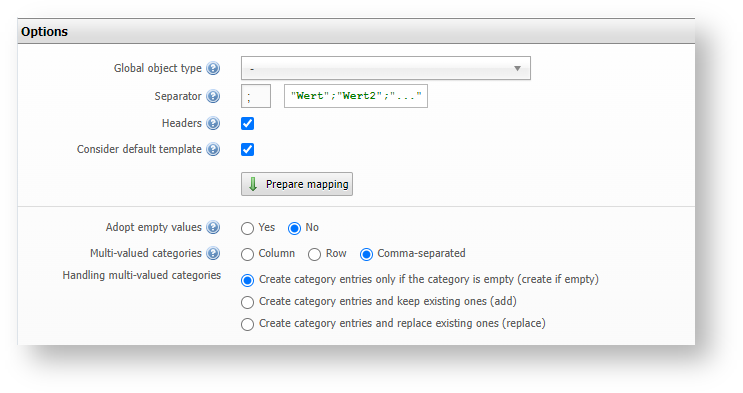 Options
Global object type -
Separator ; "Wert";"Wert2";"..."
Headers
Consider default template
Prepare mapping
Adopt empty values Yes No
Multi-valued categories Column Row Comma-separated
Handling multi-valued categories Create category entries only if the category is empty (create if empty)
Create category entries and keep existing ones (add)
Create category entries and replace existing ones (replace)